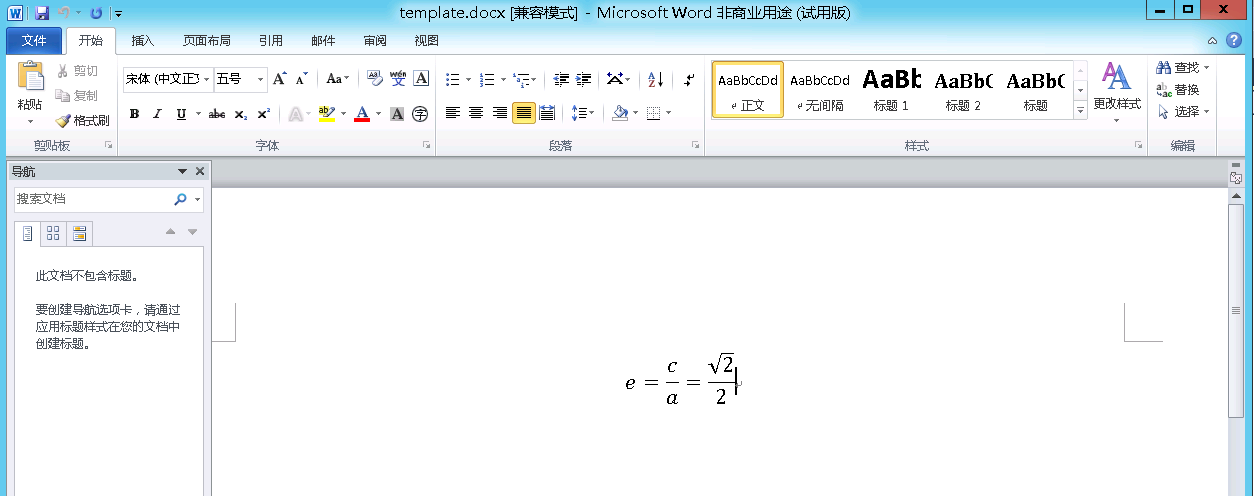 template.docx [兼容模式] - Microsoft Word 非商业用途 (试用版)
文件 开始 插入 页面布局 引用 邮件 审阅 视图
粘贴 剪切 复制 格式刷
剪贴板
宋体 (中文正文 五号
字体
段落
AaBbCcDd AaBbCcDd AaBb AaBbC AaBbC
正文 无间隔 标题 1 标题 2 标题
更改样式
样式
查找
替换
选择
编辑
导航
搜索文档
此文档不包含标题。
要创建导航选项卡，请通过
应用标题样式在您的文档中
创建标题。
e = c/a = √2/2